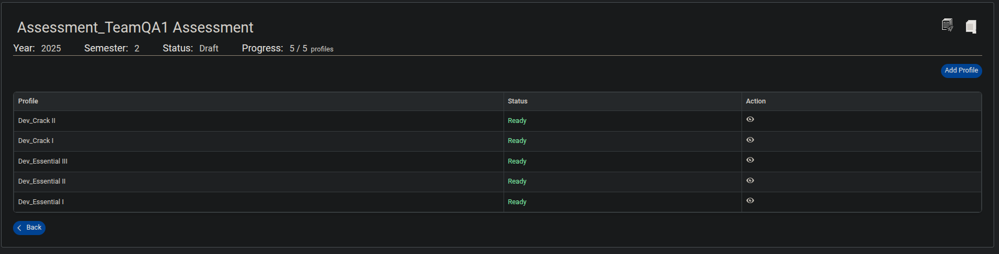 Assessment_TeamQA1 Assessment
Year: 2025 Semester: 2 Status: Draft Progress: 5 / 5 profiles
Add Profile
Profile Status Action
Dev_Crack II Ready
Dev_Crack I Ready
Dev_Essential III Ready
Dev_Essential II Ready
Dev_Essential I Ready
Back